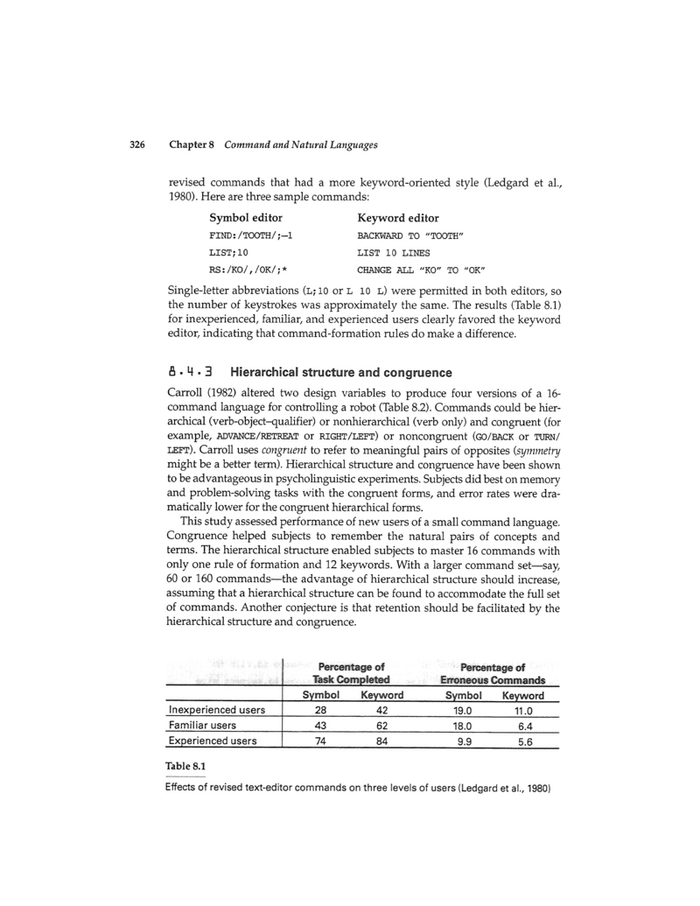 326 Chapter 8 Command and Natural Languages
revised commands that had a more keyword-oriented style (Ledgard et al.,
1980). Here are three sample commands:
Symbol editor Keyword editor
FIND:/TOOTH/;—1 BACKWARD TO "TOOTH"
LIST;10 LIST 10 LINES
RS:/KO/,/OK/;* CHANGE ALL "KO" TO "OK"
Single-letter abbreviations (L;10 or L 10 L) were permitted in both editors, so
the number of keystrokes was approximately the same. The results (Table 8.1)
for inexperienced, familiar, and experienced users clearly favored the keyword
editor, indicating that command-formation rules do make a difference.
8.4.3 Hierarchical structure and congruence
Carroll (1982) altered two design variables to produce four versions of a 16-
command language for controlling a robot (Table 8.2). Commands could be hier-
archical (verb-object–qualifier) or nonhierarchical (verb only) and congruent (for
example, ADVANCE/RETREAT or RIGHT/LEFT) or noncongruent (GO/BACK or TURN/
LEFT). Carroll uses congruent to refer to meaningful pairs of opposites (symmetry
might be a better term). Hierarchical structure and congruence have been shown
to be advantageous in psycholinguistic experiments. Subjects did best on memory
and problem-solving tasks with the congruent forms, and error rates were dra-
matically lower for the congruent hierarchical forms.
This study assessed performance of new users of a small command language.
Congruence helped subjects to remember the natural pairs of concepts and
terms. The hierarchical structure enabled subjects to master 16 commands with
only one rule of formation and 12 keywords. With a larger command set—say,
60 or 160 commands—the advantage of hierarchical structure should increase,
assuming that a hierarchical structure can be found to accommodate the full set
of commands. Another conjecture is that retention should be facilitated by the
hierarchical structure and congruence.
Percentage of Percentage of
Task Completed Erroneous Commands
Symbol Keyword Symbol Keyword
Inexperienced users 28 42 19.0 11.0
Familiar users 43 62 18.0 6.4
Experienced users 74 84 9.9 5.6
Table 8.1
Effects of revised text-editor commands on three levels of users (Ledgard et al., 1980)